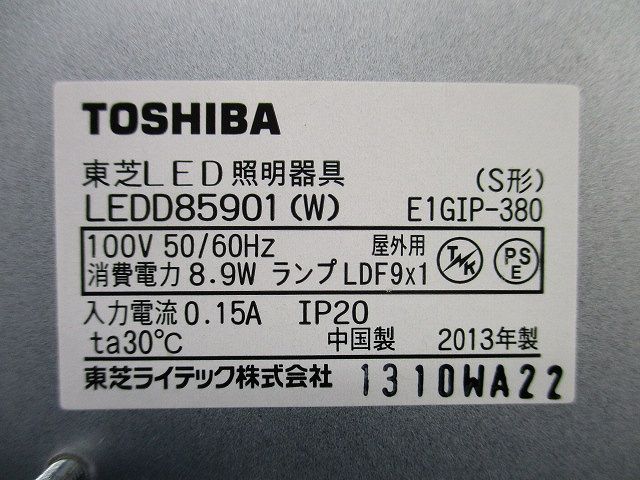 TOSHIBA
東芝LED照明器具 (S形)
LEDD85901(W) E1GIP-380
100V 50/60Hz 屋外用
消費電力 8.9W ランプ LDF9x1
入力電流 0.15A IP20
ta30℃ 中国製 2013年製
東芝ライテック株式会社 1310WA22